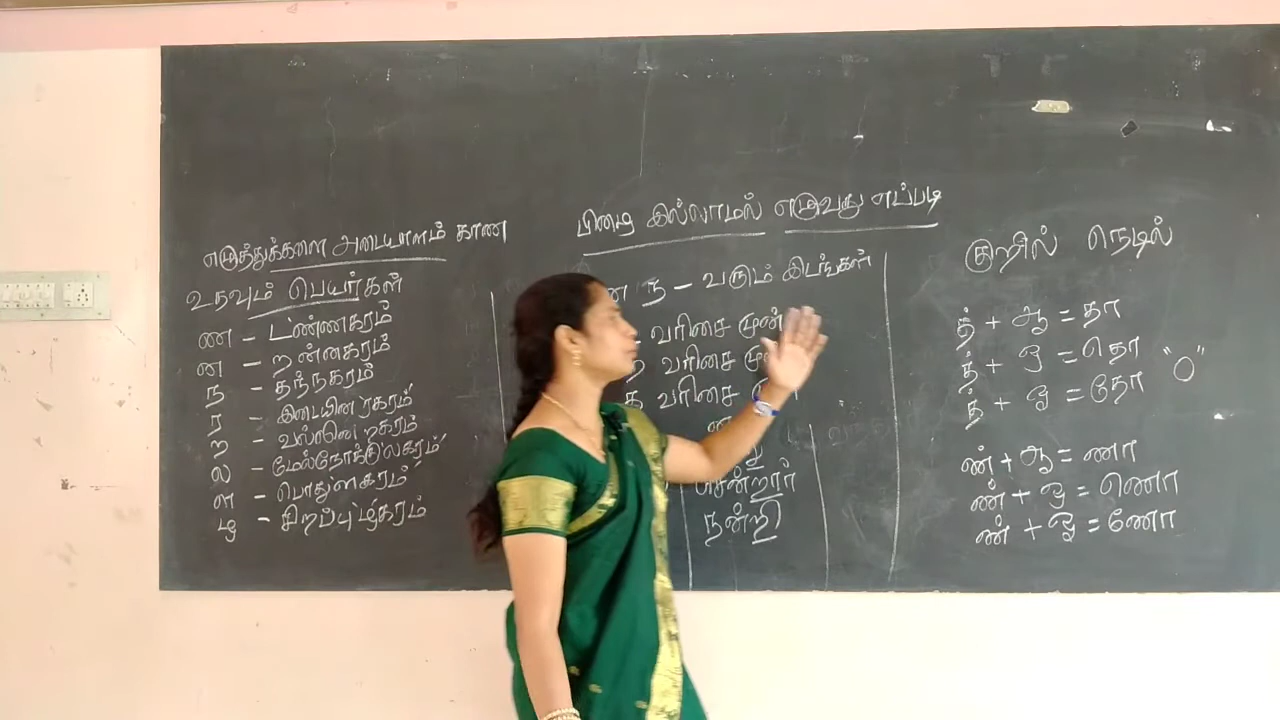 பிழை இல்லாமல் எழுவது எப்படி
எழுத்துக்களை அடையாளம் காண
உதவும் பெயர்கள்
ண - டண்ணகரம்
ன - றன்னகரம்
ந - தந்நகரம்
ர - இடையின ரகரம்
ற - வல்லின றகரம்
ல - மேல்நோக்கு லகரம்
ள - பொது ளகரம்
ழ - சிறப்பு ழகரம்
ந - வரும் இடங்கள்
வரிசை முன்
வரிசை
த வரிசை
சென்றார்
நன்றி
குறில் நெடில்
த் + ஆ = தா
த் + ஒ = தொ
த் + ஓ = தோ "0"
ண் + ஆ = ணா
ண் + ஒ = ணொ
ண் + ஓ = ணோ